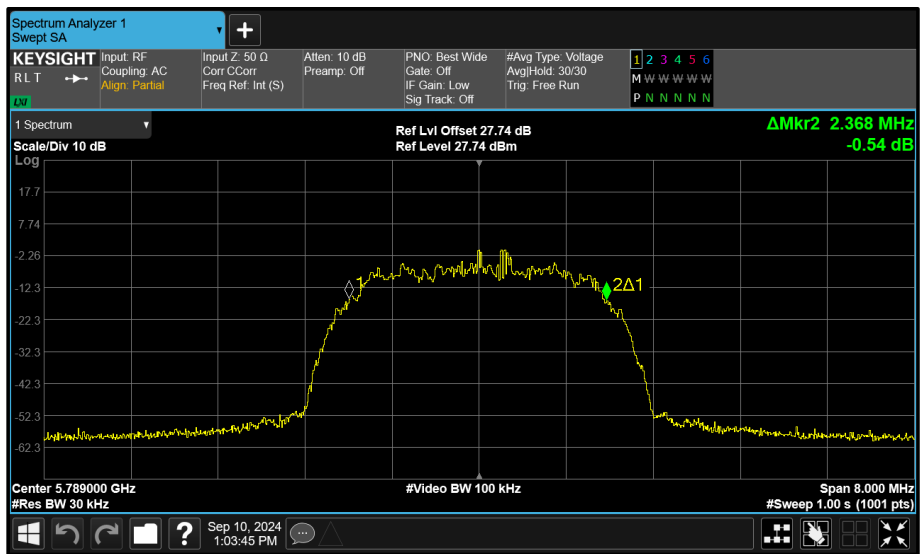 Spectrum Analyzer 1
Swept SA
KEYSIGHT
R L T
LXI
Input: RF
Coupling: AC
Align: Partial
Input Z: 50 Ω
Corr CCorr
Freq Ref: Int (S)
Atten: 10 dB
Preamp: Off
PNO: Best Wide
Gate: Off
IF Gain: Low
Sig Track: Off
#Avg Type: Voltage
Avg|Hold: 30/30
Trig: Free Run
1 2 3 4 5 6
M W W W W W
P N N N N N
1 Spectrum
Scale/Div 10 dB
Ref Lvl Offset 27.74 dB
Ref Level 27.74 dBm
ΔMkr2 2.368 MHz
-0.54 dB
Log
17.7
7.74
-2.26
-12.3
-22.3
-32.3
-42.3
-52.3
-62.3
1
2Δ1
Center 5.789000 GHz
#Res BW 30 kHz
#Video BW 100 kHz
Span 8.000 MHz
#Sweep 1.00 s (1001 pts)
?
Sep 10, 2024
1:03:45 PM